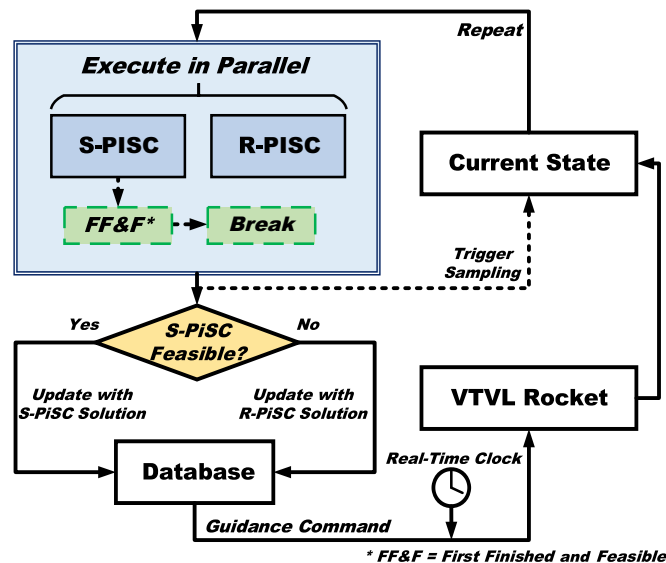 Repeat
Execute in Parallel
S-PISC
R-PISC
Current State
FF&F*
Break
Trigger
Sampling
Yes
No
S-PiSC
Feasible?
Update with
S-PiSC Solution
Update with
R-PiSC Solution
VTVL Rocket
Database
Real-Time Clock
Guidance Command
* FF&F = First Finished and Feasible